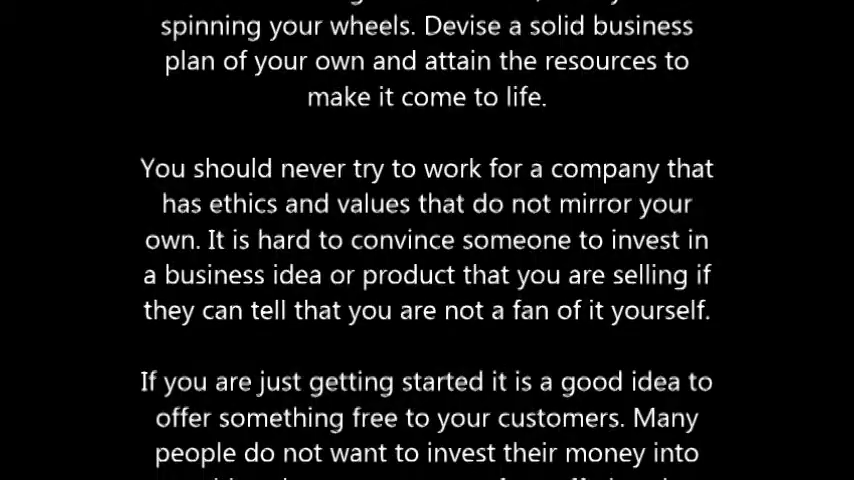 spinning your wheels. Devise a solid business
plan of your own and attain the resources to
make it come to life.
You should never try to work for a company that
has ethics and values that do not mirror your
own. It is hard to convince someone to invest in
a business idea or product that you are selling if
they can tell that you are not a fan of it yourself.
If you are just getting started it is a good idea to
offer something free to your customers. Many
people do not want to invest their money into